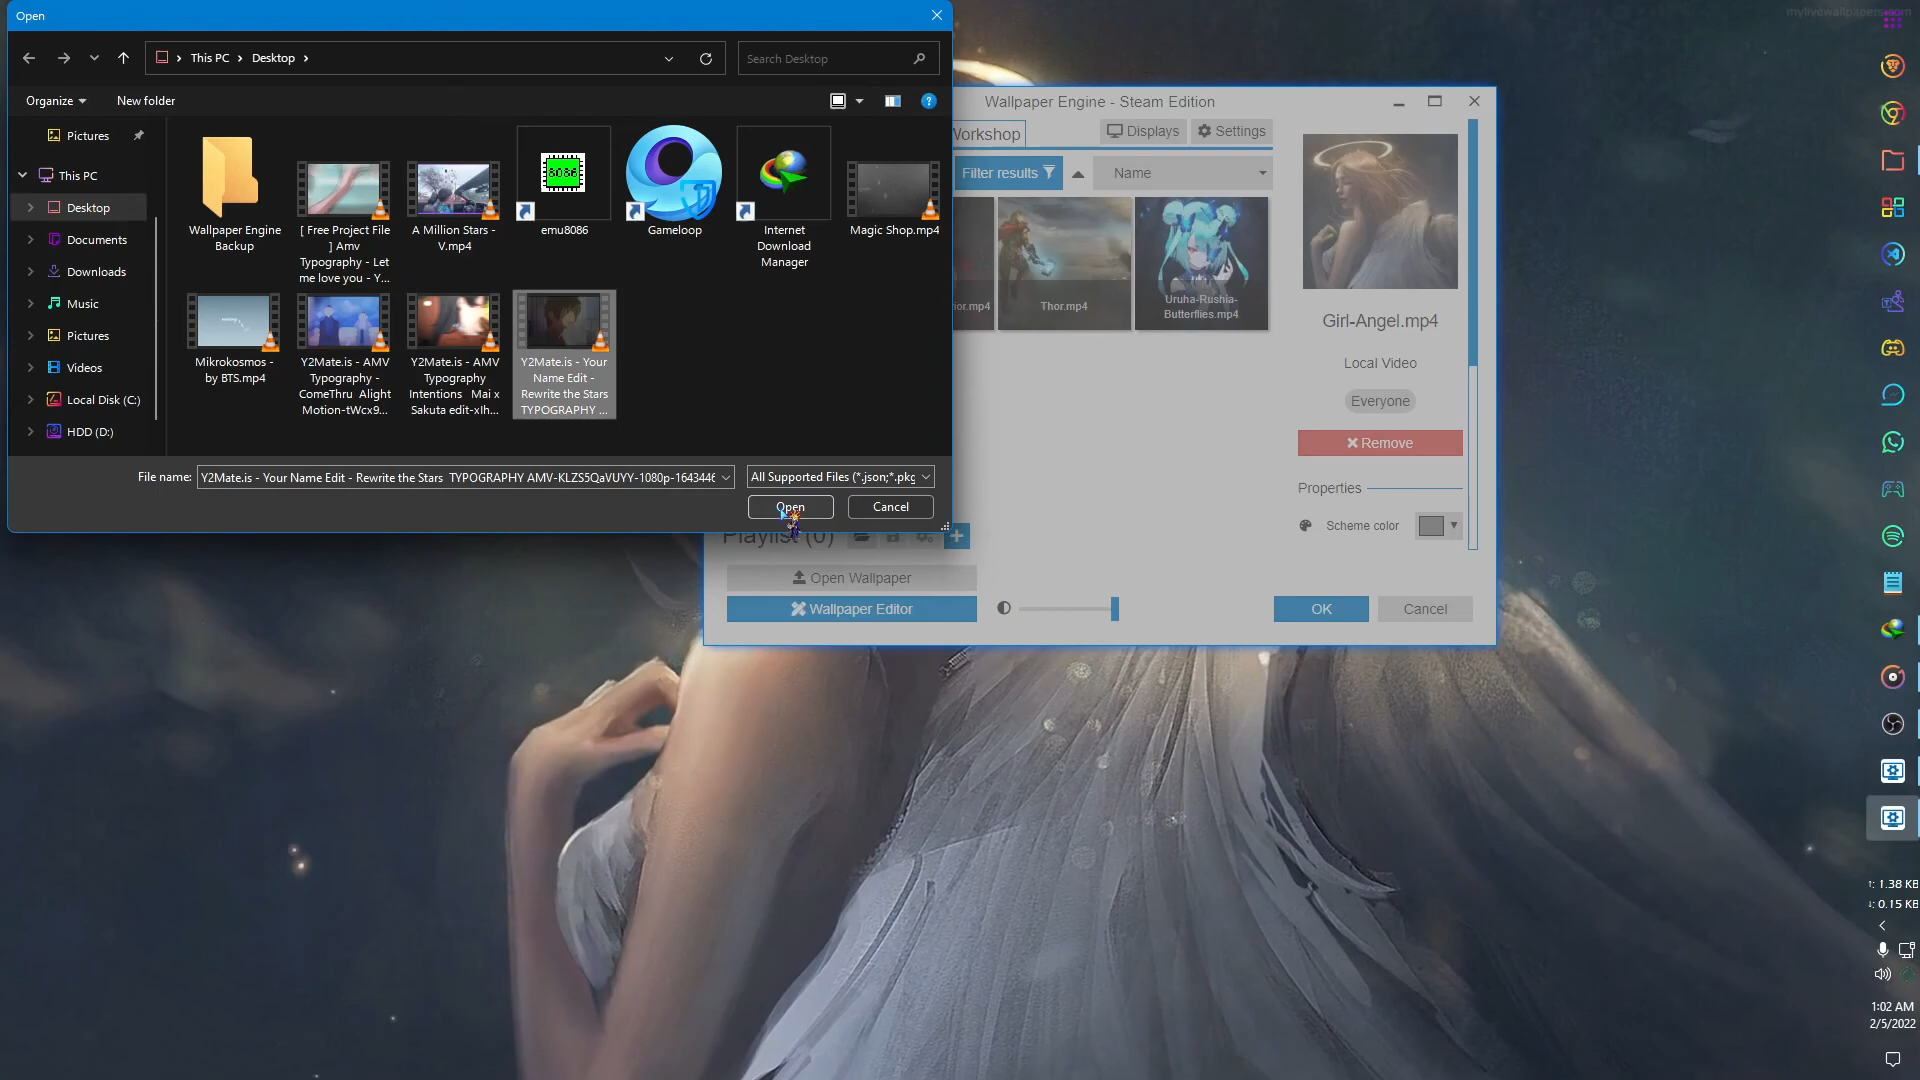 Open
mylivewallpapers.com
This PC
Desktop
Search Desktop
Organize
New folder
Pictures
This PC
Desktop
Documents
Downloads
Music
Pictures
Videos
Local Disk (C:)
HDD (D:)
Wallpaper Engine
Backup
[ Free Project File
] Amv
Typography - Let
me love you - Y...
A Million Stars -
V.mp4
8086
emu8086
Gameloop
Internet
Download
Manager
Magic Shop.mp4
Mikrokosmos -
by BTS.mp4
Y2Mate.is - AMV
Typography -
ComeThru Alight
Motion-tWcx9...
Y2Mate.is - AMV
Typography
Intentions Mai x
Sakuta edit-xlh...
Y2Mate.is - Your
Name Edit -
Rewrite the Stars
TYPOGRAPHY ...
File name:
Y2Mate.is - Your Name Edit - Rewrite the Stars TYPOGRAPHY AMV-KLZS5QaVUYY-1080p-1643446
All Supported Files (*.json;*.pkg
Open
Cancel
Wallpaper Engine - Steam Edition
Workshop
Displays
Settings
Filter results
Name
ior.mp4
Thor.mp4
Uruha-Rushia-
Butterflies.mp4
Girl-Angel.mp4
Local Video
Everyone
Remove
Properties
Scheme color
Playlist (0)
Open Wallpaper
Wallpaper Editor
OK
Cancel
↑: 1.38 KB
↓: 0.15 KB
1:02 AM
2/5/2022